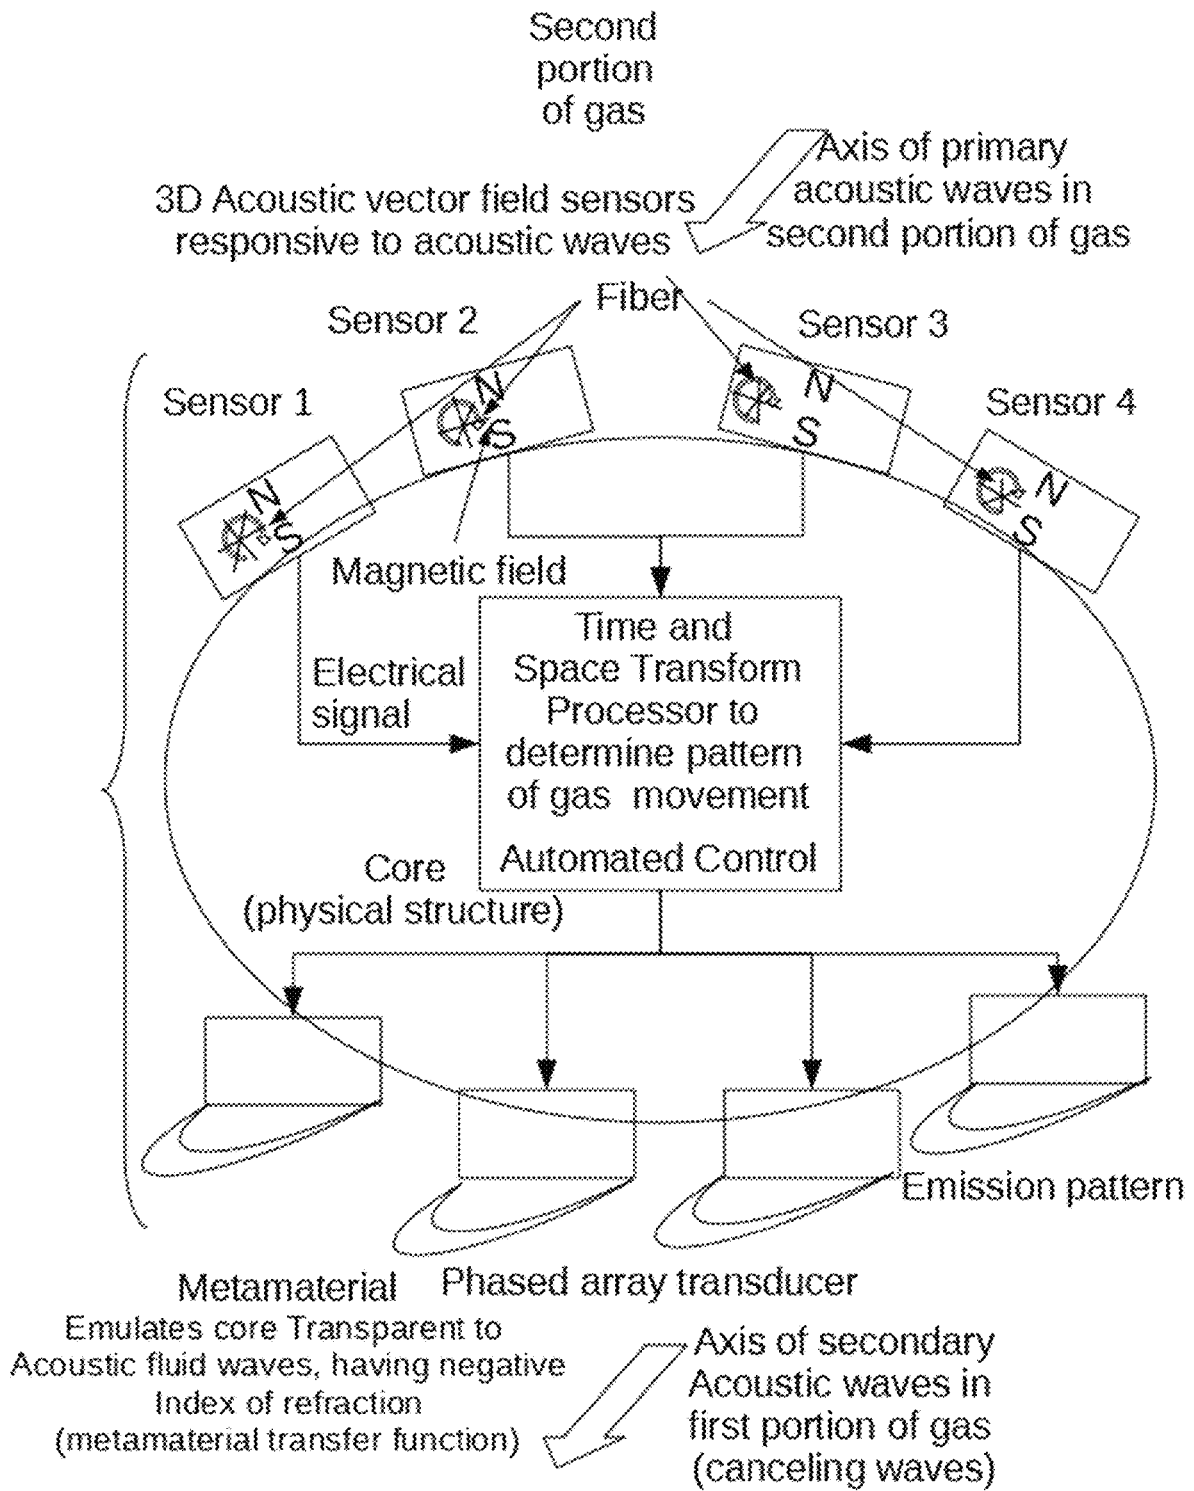 Second
portion
of gas
Axis of primary
acoustic waves in
second portion of gas
3D Acoustic vector field sensors
responsive to acoustic waves
Fiber
Sensor 2
Sensor 3
Sensor 1
Sensor 4
N
S
N
S
N
S
N
S
Magnetic field
Time and
Space Transform
Processor to
determine pattern
of gas movement
Automated Control
Electrical
signal
Core
(physical structure)
Emission pattern
Metamaterial
Emulates core Transparent to
Acoustic fluid waves, having negative
Index of refraction
(metamaterial transfer function)
Phased array transducer
Axis of secondary
Acoustic waves in
first portion of gas
(canceling waves)